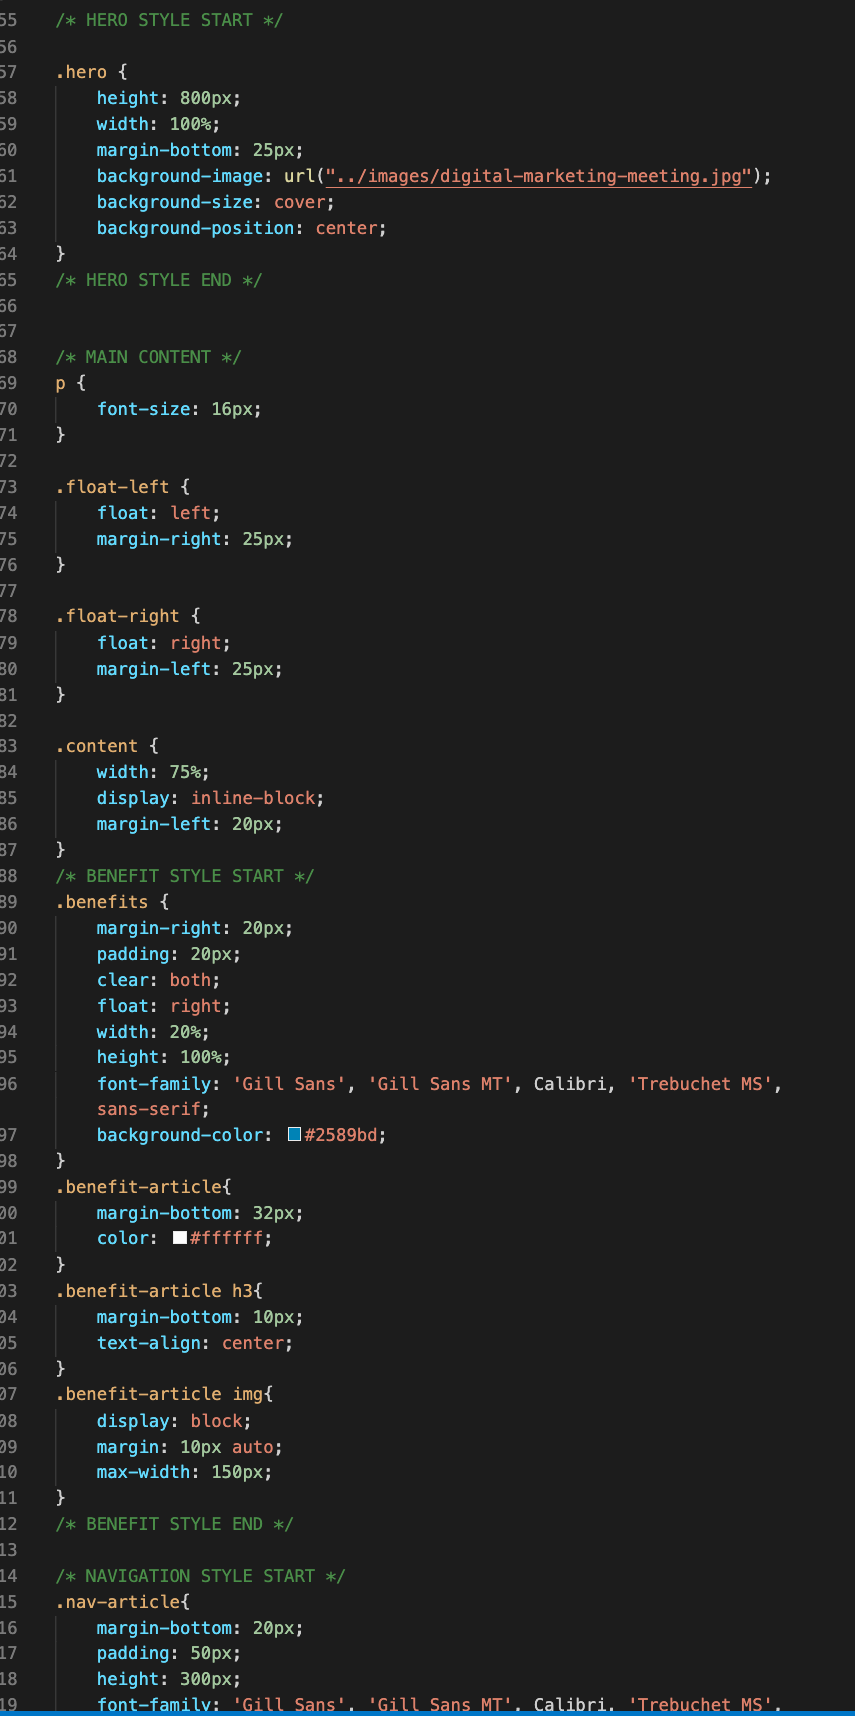 55 /* HERO STYLE START */
56
57 .hero {
58 height: 800px;
59 width: 100%;
60 margin-bottom: 25px;
61 background-image: url("../images/digital-marketing-meeting.jpg");
62 background-size: cover;
63 background-position: center;
64 }
65 /* HERO STYLE END */
66
67
68 /* MAIN CONTENT */
69 p {
70 font-size: 16px;
71 }
72
73 .float-left {
74 float: left;
75 margin-right: 25px;
76 }
77
78 .float-right {
79 float: right;
80 margin-left: 25px;
81 }
82
83 .content {
84 width: 75%;
85 display: inline-block;
86 margin-left: 20px;
87 }
88 /* BENEFIT STYLE START */
89 .benefits {
90 margin-right: 20px;
91 padding: 20px;
92 clear: both;
93 float: right;
94 width: 20%;
95 height: 100%;
96 font-family: 'Gill Sans', 'Gill Sans MT', Calibri, 'Trebuchet MS',
sans-serif;
97 background-color: #2589bd;
98 }
99 .benefit-article{
00 margin-bottom: 32px;
01 color: #ffffff;
02 }
03 .benefit-article h3{
04 margin-bottom: 10px;
05 text-align: center;
06 }
07 .benefit-article img{
08 display: block;
09 margin: 10px auto;
10 max-width: 150px;
11 }
12 /* BENEFIT STYLE END */
13
14 /* NAVIGATION STYLE START */
15 .nav-article{
16 margin-bottom: 20px;
17 padding: 50px;
18 height: 300px;
19 font-family: 'Gill Sans', 'Gill Sans MT', Calibri, 'Trebuchet MS',